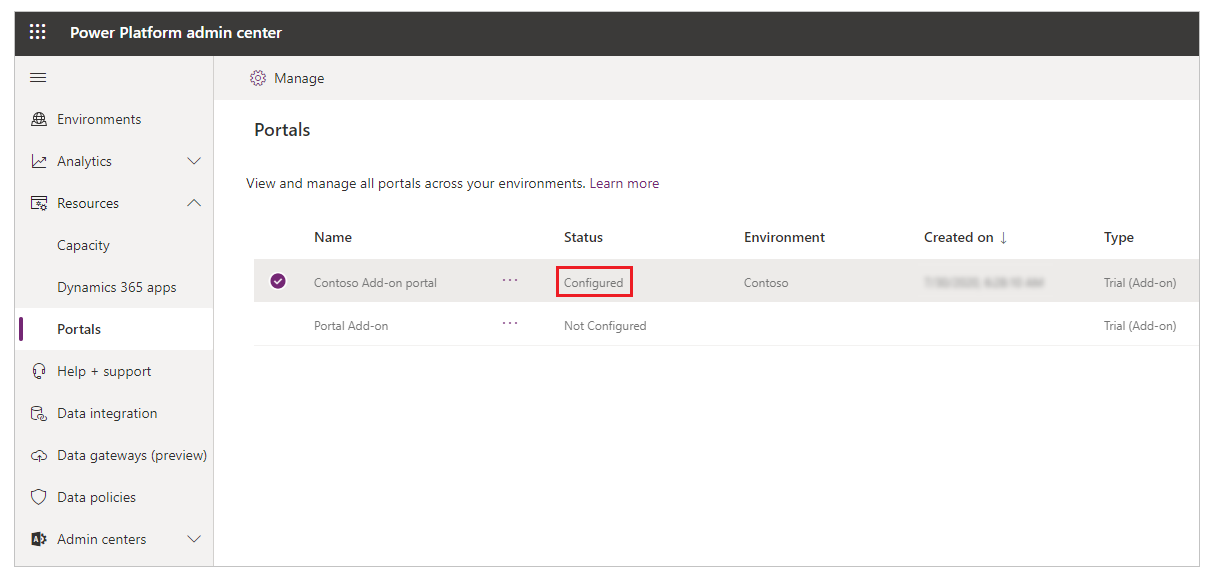 Power Platform admin center
Manage
Environments
Analytics
Resources
Capacity
Dynamics 365 apps
Portals
Help + support
Data integration
Data gateways (preview)
Data policies
Admin centers
Portals
View and manage all portals across your environments. Learn more
Name Status Environment Created on ↓ Type
Contoso Add-on portal ··· Configured Contoso Trial (Add-on)
Portal Add-on ··· Not Configured Trial (Add-on)